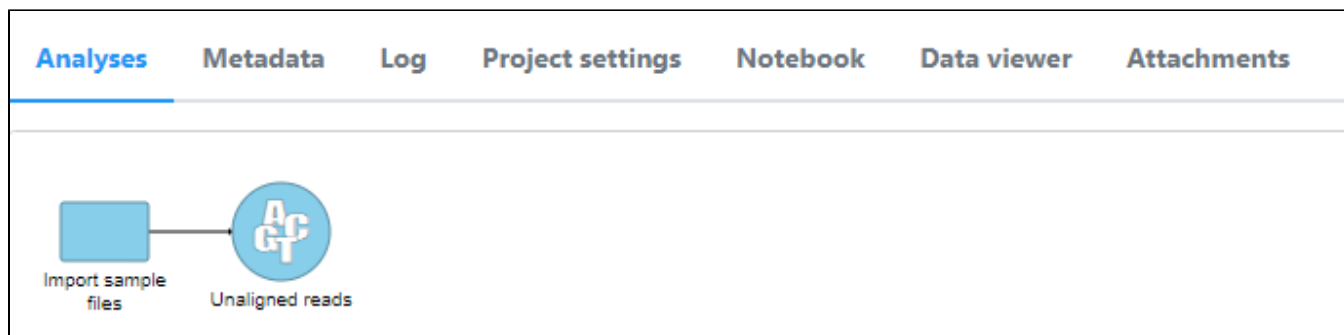 Analyses Metadata Log Project settings Notebook Data viewer Attachments
ACGT
Import sample
files
Unaligned reads